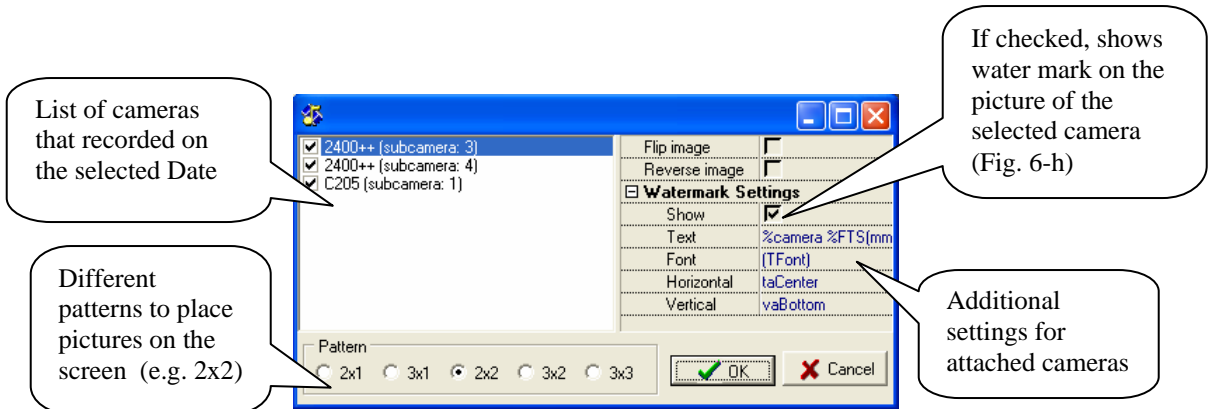 If checked, shows
water mark on the
picture of the
selected camera
(Fig. 6-h)
List of cameras
that recorded on
the selected Date
2400++ (subcamera: 3)
2400++ (subcamera: 4)
C205 (subcamera: 1)
Flip image
Reverse image
Watermark Settings
Show
Text %camera %FTS(mm
Font (TFont)
Horizontal taCenter
Vertical vaBottom
Different
patterns to place
pictures on the
screen (e.g. 2x2)
Additional
settings for
attached cameras
Pattern
2x1 3x1 2x2 3x2 3x3
OK Cancel